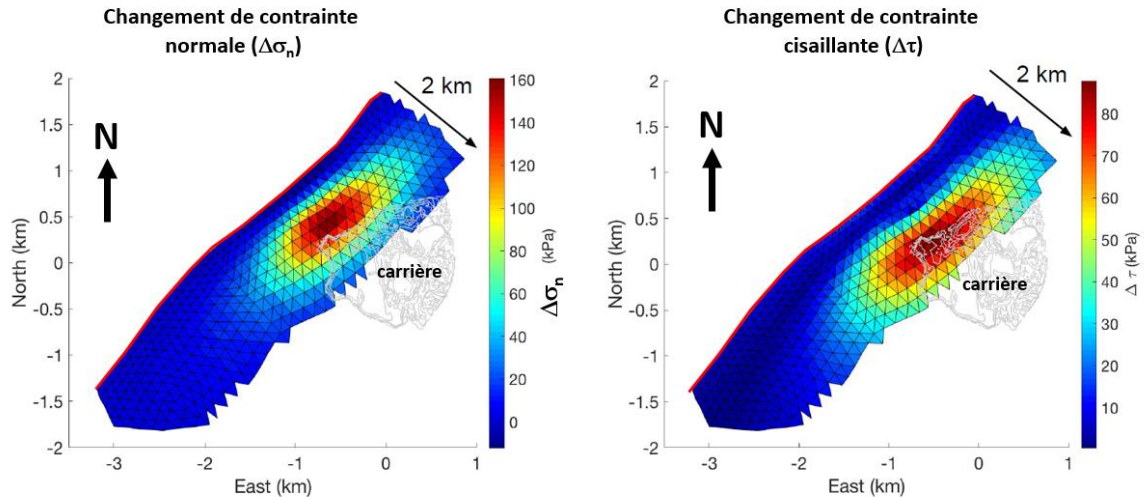 Changement de contrainte
normale (Δσn)
2
1.5
1
0.5
0
-0.5
-1
-1.5
-2
North (km)
-3
-2
-1
0
1
East (km)
N
2 km
carrière
160
140
120
100
80
60
40
20
0
Δσn (kPa)
Changement de contrainte
cisaillante (Δτ)
2
1.5
1
0.5
0
-0.5
-1
-1.5
-2
North (km)
-3
-2
-1
0
1
East (km)
N
2 km
carrière
80
70
60
50
40
30
20
10
Δ τ (kPa)